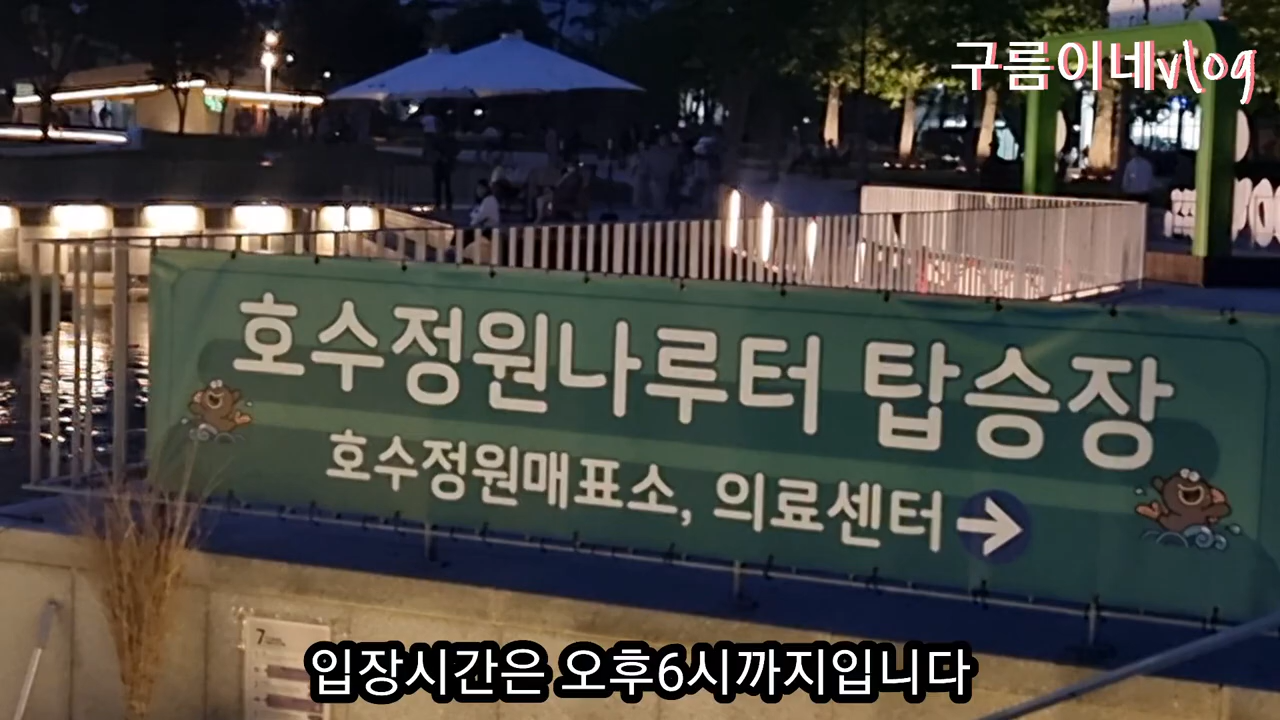 구름이네vlog
호수정원나루터 탑승장
호수정원매표소, 의료센터
7
입장시간은 오후6시까지입니다